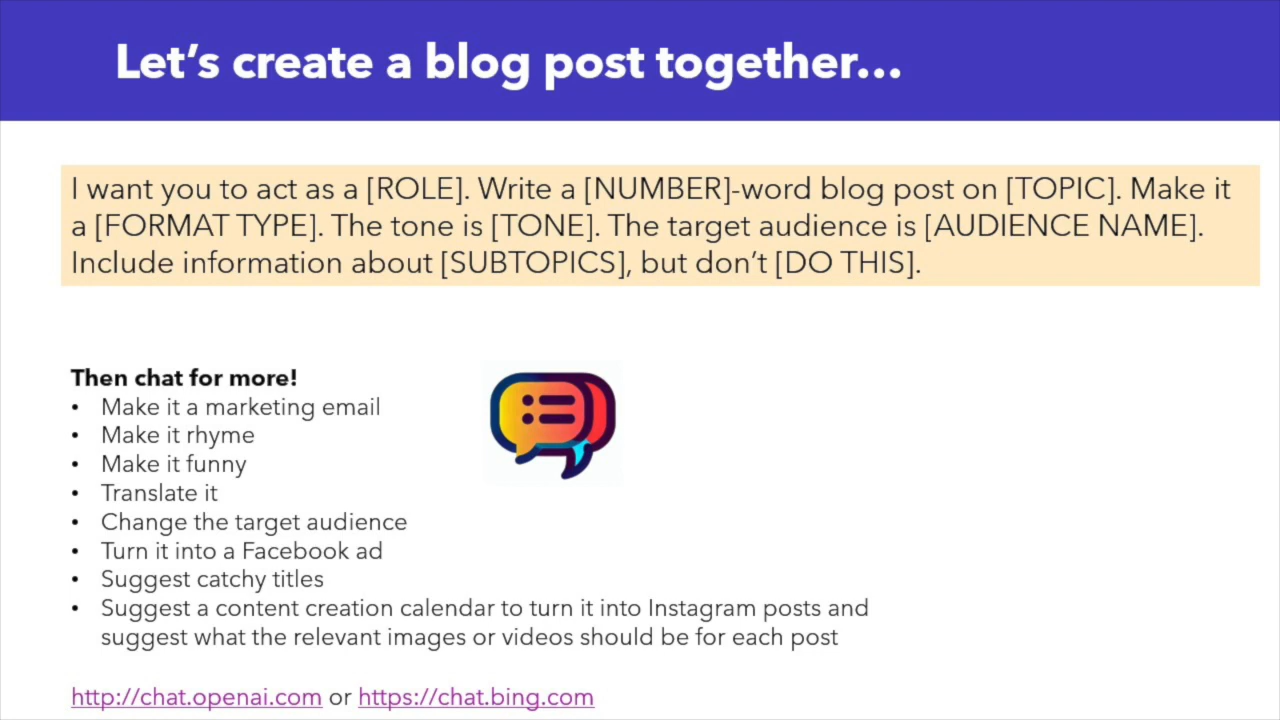 Let’s create a blog post together…
I want you to act as a [ROLE]. Write a [NUMBER]-word blog post on [TOPIC]. Make it
a [FORMAT TYPE]. The tone is [TONE]. The target audience is [AUDIENCE NAME].
Include information about [SUBTOPICS], but don’t [DO THIS].
Then chat for more!
• Make it a marketing email
• Make it rhyme
• Make it funny
• Translate it
• Change the target audience
• Turn it into a Facebook ad
• Suggest catchy titles
• Suggest a content creation calendar to turn it into Instagram posts and
suggest what the relevant images or videos should be for each post
http://chat.openai.com or https://chat.bing.com